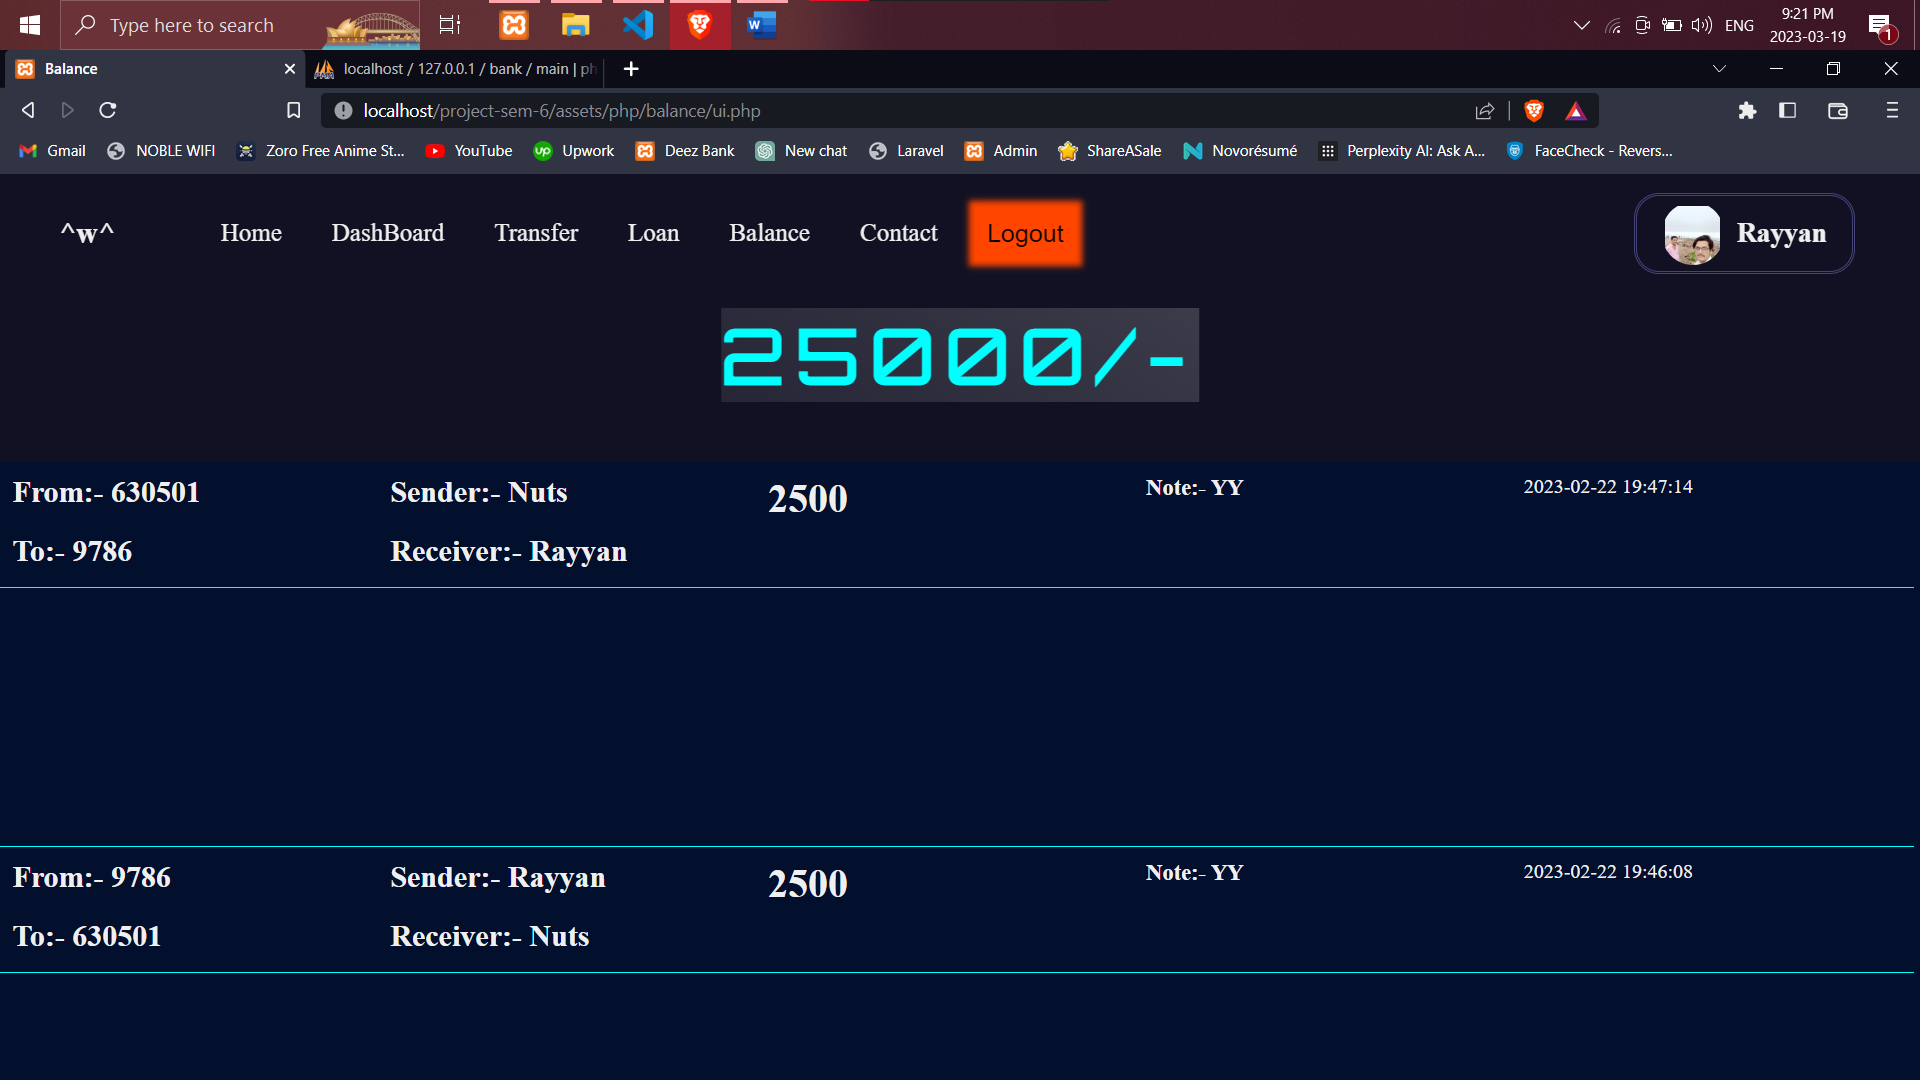 Type here to search
W
ENG
9:21 PM
2023-03-19
1
Balance
localhost / 127.0.0.1 / bank / main | ph
localhost/project-sem-6/assets/php/balance/ui.php
Gmail
NOBLE WIFI
Zoro Free Anime St...
YouTube
up
Upwork
Deez Bank
New chat
Laravel
Admin
ShareASale
Novorésumé
Perplexity AI: Ask A...
FaceCheck - Revers...
^w^
Home
DashBoard
Transfer
Loan
Balance
Contact
Logout
Rayyan
25000/-
From:- 630501
Sender:- Nuts
2500
Note:- YY
2023-02-22 19:47:14
To:- 9786
Receiver:- Rayyan
From:- 9786
Sender:- Rayyan
2500
Note:- YY
2023-02-22 19:46:08
To:- 630501
Receiver:- Nuts